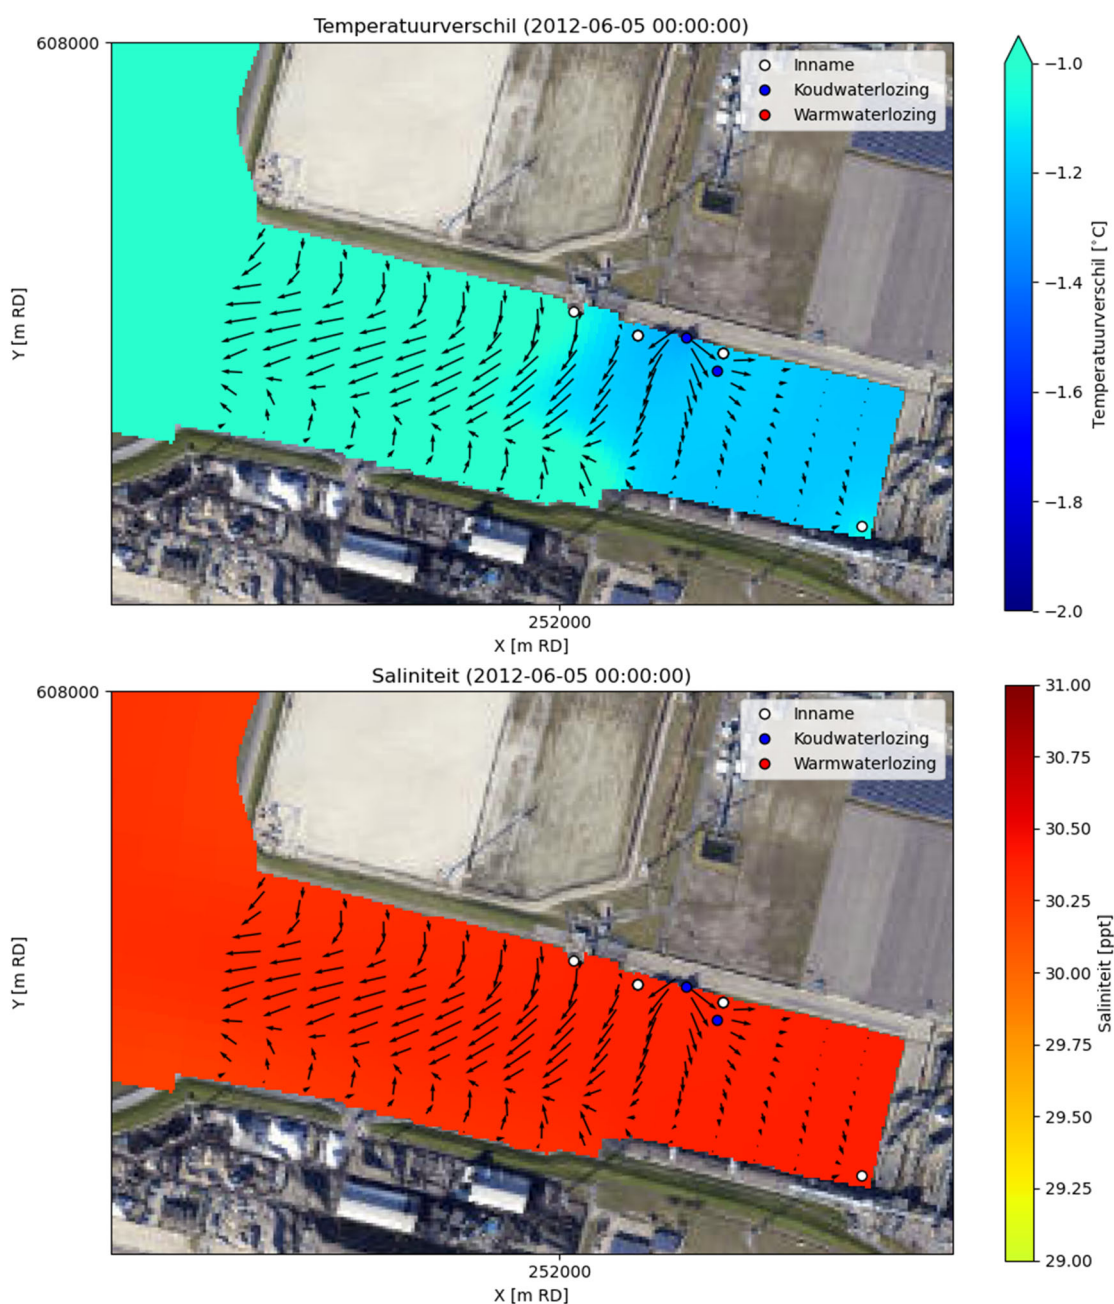 Temperatuurverschil (2012-06-05 00:00:00)
608000
Inname
Koudwaterlozing
Warmwaterlozing
Y [m RD]
252000
X [m RD]
−1.0
−1.2
−1.4
−1.6
−1.8
−2.0
Temperatuurverschil [°C]
Saliniteit (2012-06-05 00:00:00)
608000
Inname
Koudwaterlozing
Warmwaterlozing
Y [m RD]
252000
X [m RD]
31.00
30.75
30.50
30.25
30.00
29.75
29.50
29.25
29.00
Saliniteit [ppt]